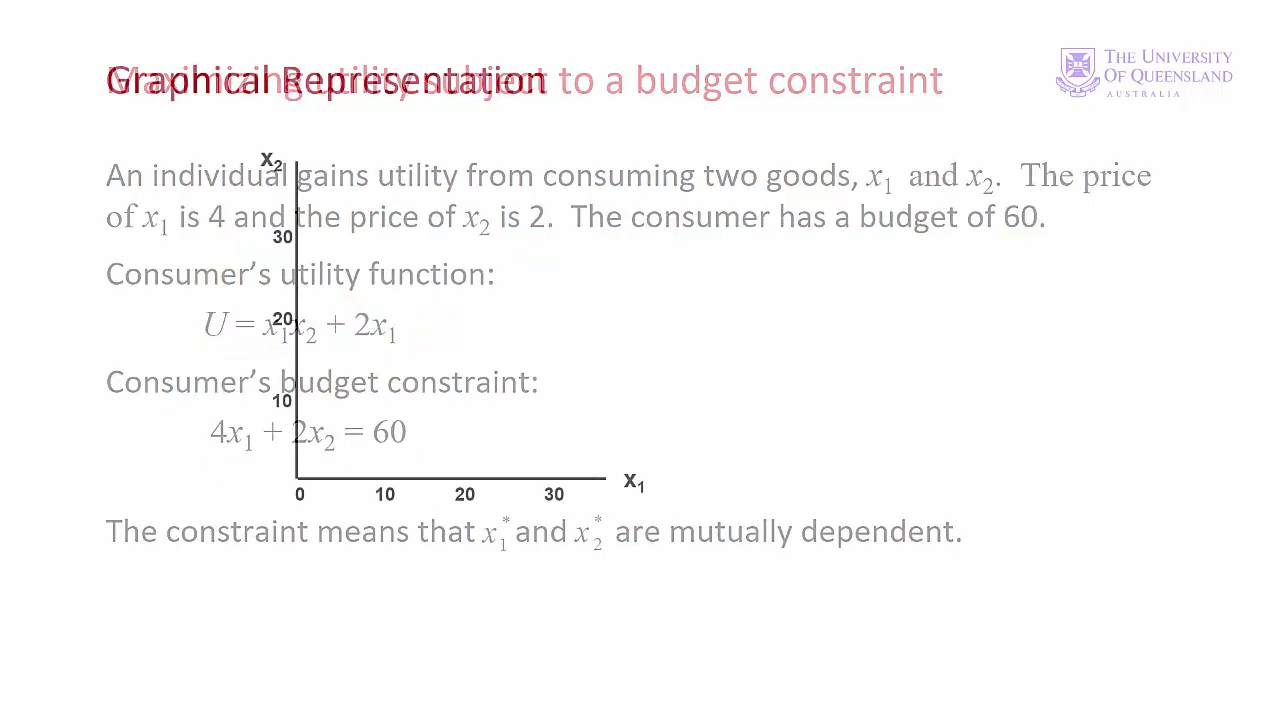 Graphical Representation
Maximizing utility subject to a budget constraint
THE UNIVERSITY
OF QUEENSLAND
AUSTRALIA
An individual gains utility from consuming two goods, x₁ and x₂. The price
of x₁ is 4 and the price of x₂ is 2. The consumer has a budget of 60.
Consumer’s utility function:
U = x₁x₂ + 2x₁
Consumer’s budget constraint:
4x₁ + 2x₂ = 60
The constraint means that x₁* and x₂* are mutually dependent.
x₂
30
20
10
0 10 20 30
x₁